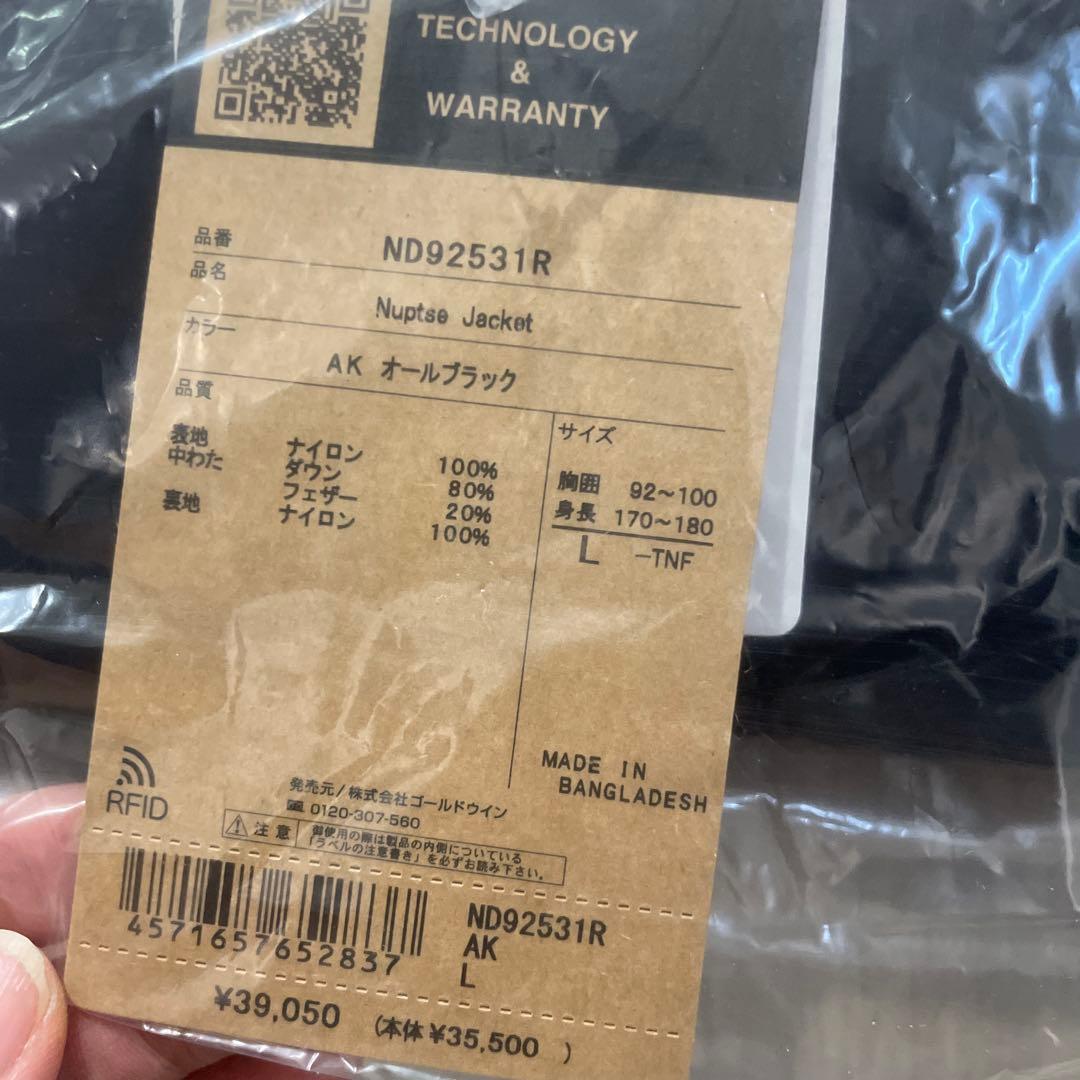 TECHNOLOGY
&
WARRANTY
品番 ND92531R
品名 Nuptse Jacket
カラー AK オールブラック
品質
表地 ナイロン 100%
中わた ダウン 80%
フェザー 20%
裏地 ナイロン 100%
サイズ
胸囲 92～100
身長 170～180
L -TNF
MADE IN
BANGLADESH
RFID
発売元/株式会社ゴールドウイン
0120-307-560
注意 御使用の際は製品の内側についている
「ラベルの注意書き」を必ずお読み下さい。
4571657652837
ND92531R
AK
L
¥39,050 (本体 ¥35,500 )